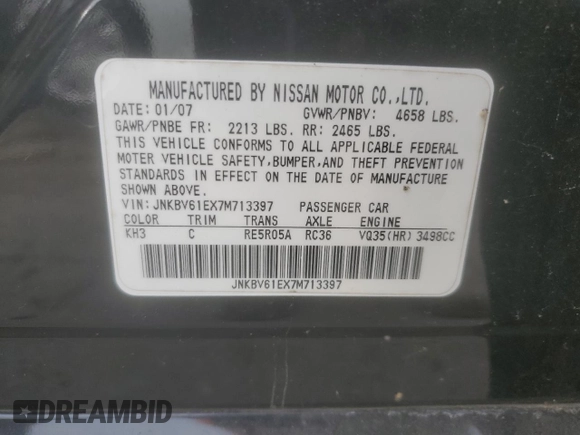 MANUFACTURED BY NISSAN MOTOR CO.,LTD.
DATE: 01/07 GVWR/PNBV: 4658 LBS.
GAWR/PNBE FR: 2213 LBS. RR: 2465 LBS.
THIS VEHICLE CONFORMS TO ALL APPLICABLE FEDERAL
MOTOR VEHICLE SAFETY,BUMPER,AND THEFT PREVENTION
STANDARDS IN EFFECT ON THE DATE OF MANUFACTURE
SHOWN ABOVE.
VIN: JNKBV61EX7M713397 PASSENGER CAR
COLOR TRIM TRANS AXLE ENGINE
KH3 C RE5R05A RC36 VQ35(HR) 3498CC
JNKBV61EX7M713397
DREAMBID